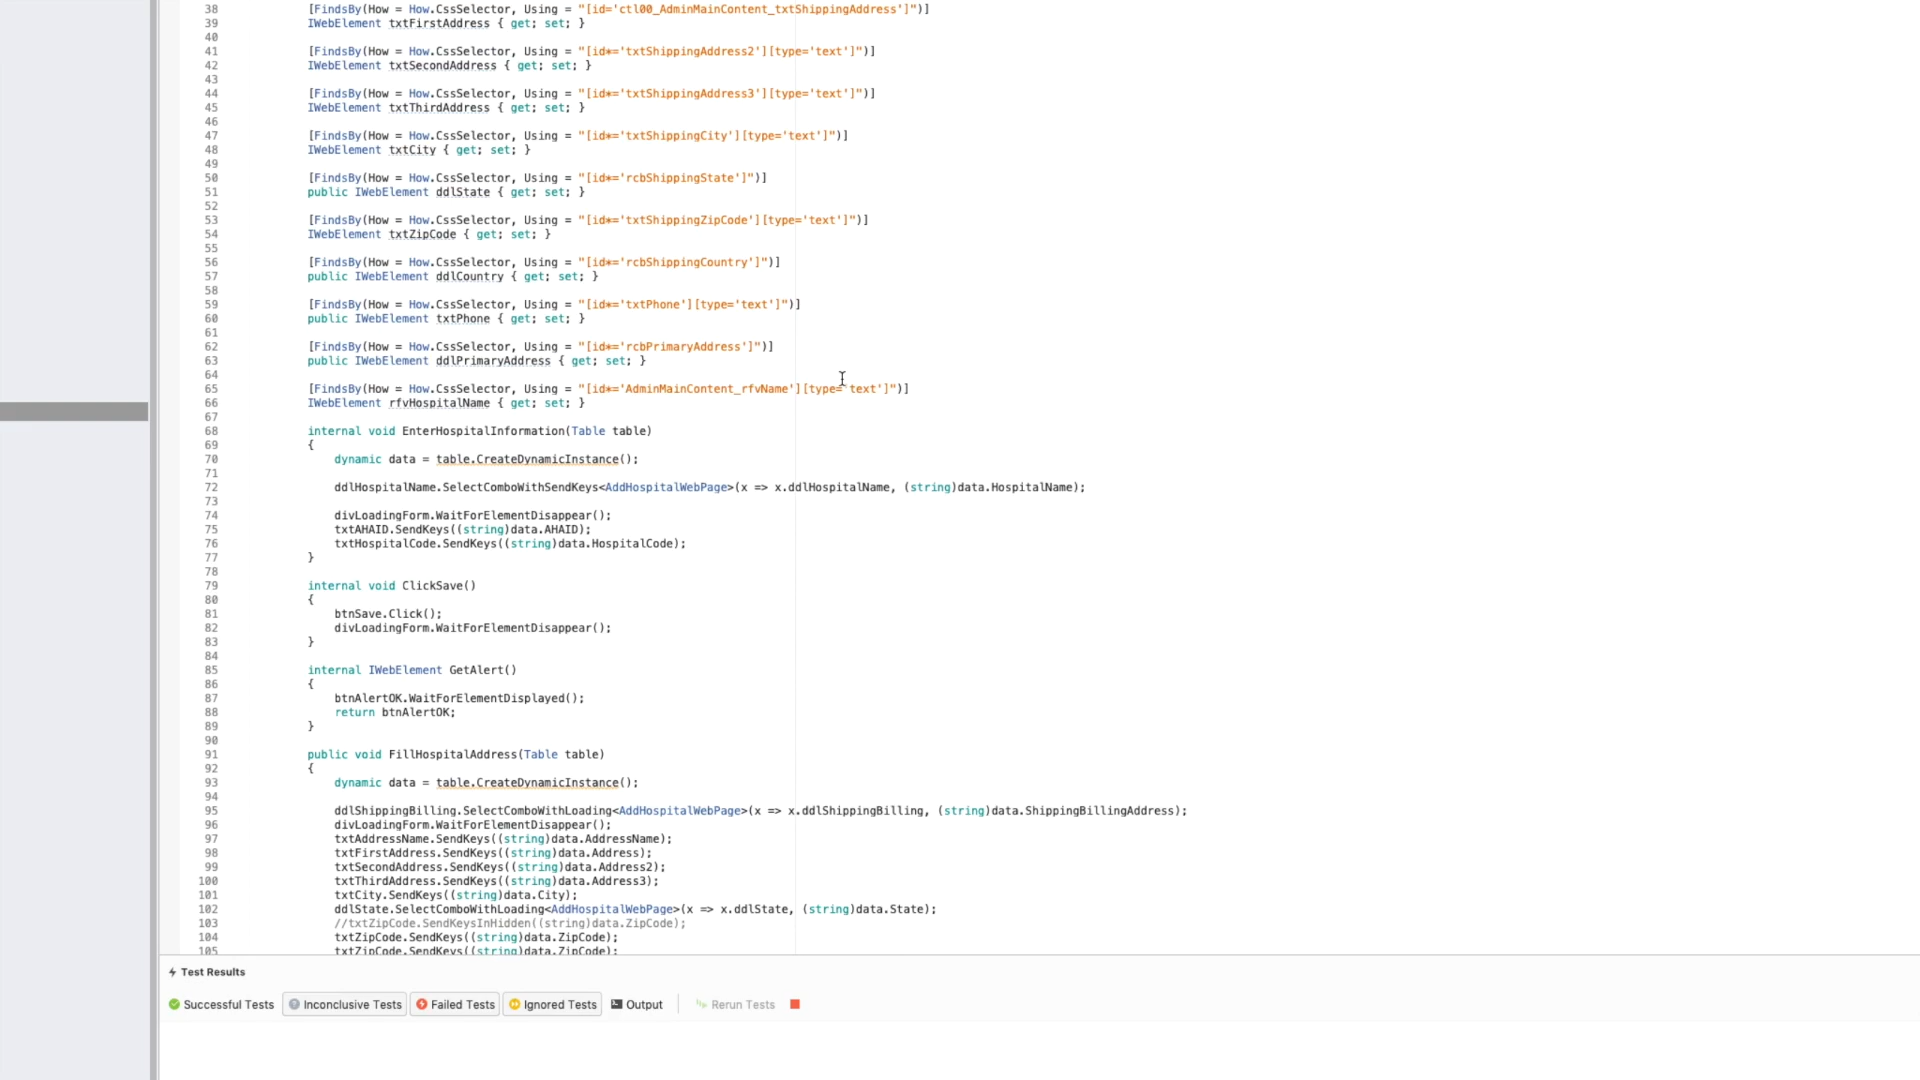 38 [FindsBy(How = How.CssSelector, Using = "[id='ctl00_AdminMainContent_txtShippingAddress']")]
39 IWebElement txtFirstAddress { get; set; }
40
41 [FindsBy(How = How.CssSelector, Using = "[id*='txtShippingAddress2'][type='text']")]
42 IWebElement txtSecondAddress { get; set; }
43
44 [FindsBy(How = How.CssSelector, Using = "[id*='txtShippingAddress3'][type='text']")]
45 IWebElement txtThirdAddress { get; set; }
46
47 [FindsBy(How = How.CssSelector, Using = "[id*='txtShippingCity'][type='text']")]
48 IWebElement txtCity { get; set; }
49
50 [FindsBy(How = How.CssSelector, Using = "[id*='rcbShippingState']")]
51 public IWebElement ddlState { get; set; }
52
53 [FindsBy(How = How.CssSelector, Using = "[id*='txtShippingZipCode'][type='text']")]
54 IWebElement txtZipCode { get; set; }
55
56 [FindsBy(How = How.CssSelector, Using = "[id*='rcbShippingCountry']")]
57 public IWebElement ddlCountry { get; set; }
58
59 [FindsBy(How = How.CssSelector, Using = "[id*='txtPhone'][type='text']")]
60 public IWebElement txtPhone { get; set; }
61
62 [FindsBy(How = How.CssSelector, Using = "[id*='rcbPrimaryAddress']")]
63 public IWebElement ddlPrimaryAddress { get; set; }
64
65 [FindsBy(How = How.CssSelector, Using = "[id*='AdminMainContent_rfvName'][type='text']")]
66 IWebElement rfvHospitalName { get; set; }
67
68 internal void EnterHospitalInformation(Table table)
69 {
70 dynamic data = table.CreateDynamicInstance();
71
72 ddlHospitalName.SelectComboWithSendKeys<AddHospitalWebPage>(x => x.ddlHospitalName, (string)data.HospitalName);
73
74 divLoadingForm.WaitForElementDisappear();
75 txtAHAID.SendKeys((string)data.AHAID);
76 txtHospitalCode.SendKeys((string)data.HospitalCode);
77 }
78
79 internal void ClickSave()
80 {
81 btnSave.Click();
82 divLoadingForm.WaitForElementDisappear();
83 }
84
85 internal IWebElement GetAlert()
86 {
87 btnAlertOK.WaitForElementDisplayed();
88 return btnAlertOK;
89 }
90
91 public void FillHospitalAddress(Table table)
92 {
93 dynamic data = table.CreateDynamicInstance();
94
95 ddlShippingBilling.SelectComboWithLoading<AddHospitalWebPage>(x => x.ddlShippingBilling, (string)data.ShippingBillingAddress);
96 divLoadingForm.WaitForElementDisappear();
97 txtAddressName.SendKeys((string)data.AddressName);
98 txtFirstAddress.SendKeys((string)data.Address);
99 txtSecondAddress.SendKeys((string)data.Address2);
100 txtThirdAddress.SendKeys((string)data.Address3);
101 txtCity.SendKeys((string)data.City);
102 ddlState.SelectComboWithLoading<AddHospitalWebPage>(x => x.ddlState, (string)data.State);
103 //txtZipCode.SendKeysInHidden((string)data.ZipCode);
104 txtZipCode.SendKeys((string)data.ZipCode);
105 txtZipCode.SendKeys((string)data.ZipCode);
Test Results
Successful Tests Inconclusive Tests Failed Tests Ignored Tests Output Rerun Tests